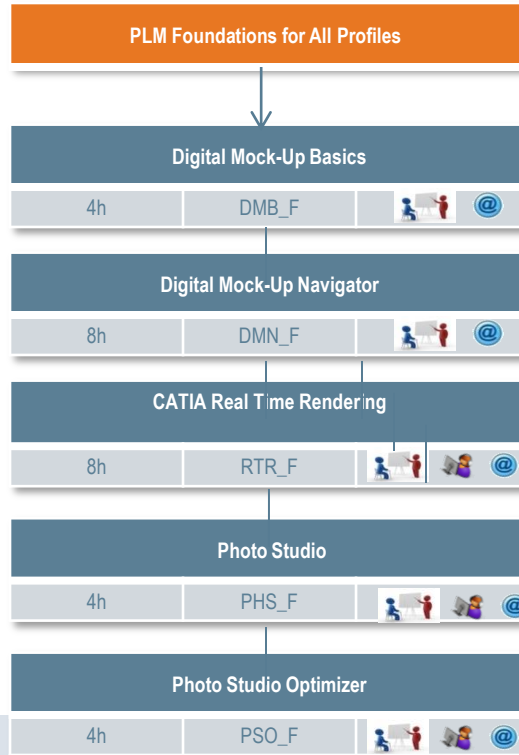 PLM Foundations for All Profiles
Digital Mock-Up Basics
4h DMB_F @
Digital Mock-Up Navigator
8h DMN_F @
CATIA Real Time Rendering
8h RTR_F @
Photo Studio
4h PHS_F @
Photo Studio Optimizer
4h PSO_F @